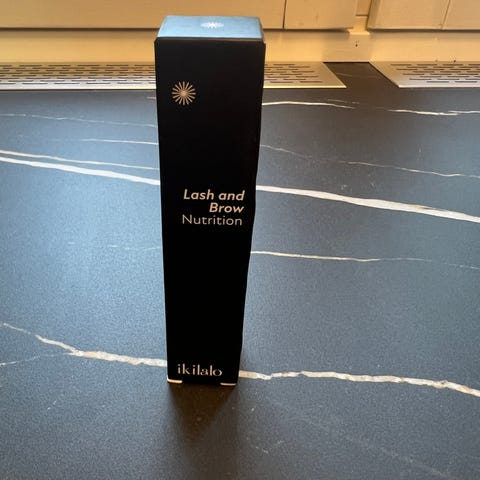 Lash and
Brow
Nutrition
ikilalo